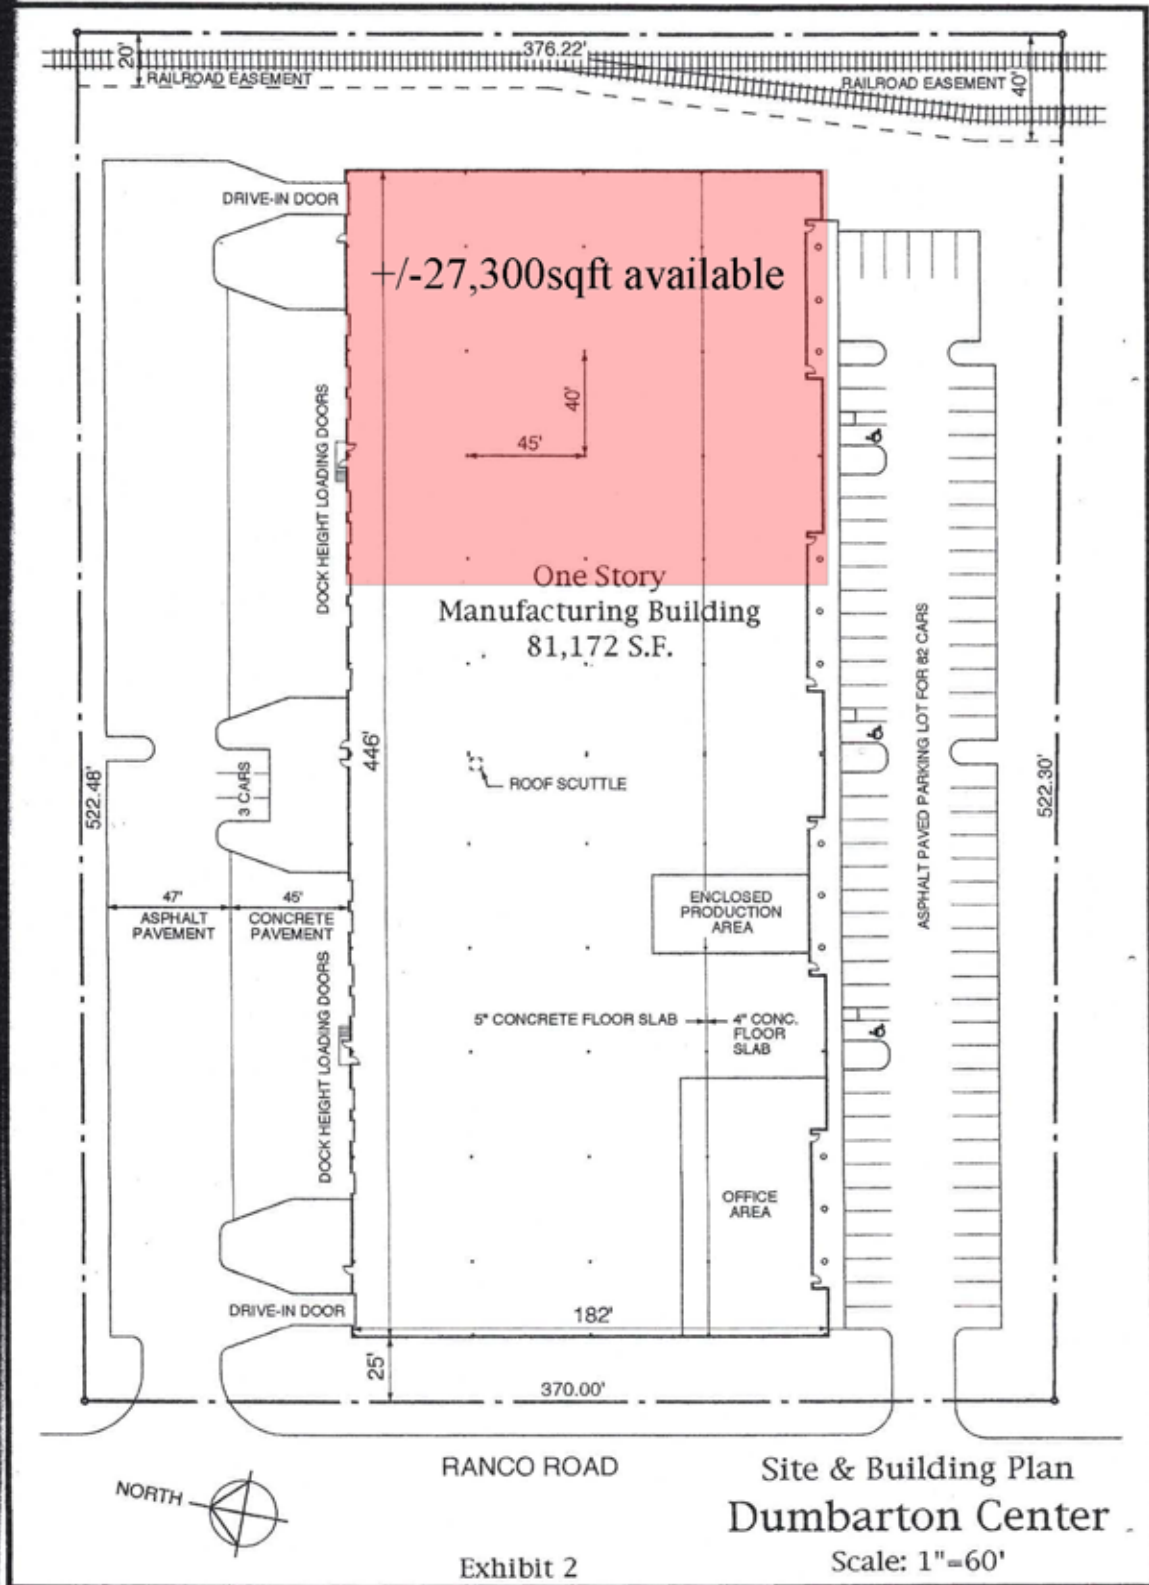 376.22'
20'
RAILROAD EASEMENT
RAILROAD EASEMENT
40'
DRIVE-IN DOOR
+/-27,300sqft available
40'
45'
DOCK HEIGHT LOADING DOORS
One Story
Manufacturing Building
81,172 S.F.
446'
ROOF SCUTTLE
3 CARS
522.48'
522.30'
ASPHALT PAVED PARKING LOT FOR 82 CARS
47'
ASPHALT
PAVEMENT
45'
CONCRETE
PAVEMENT
ENCLOSED
PRODUCTION
AREA
5" CONCRETE FLOOR SLAB
4" CONC.
FLOOR
SLAB
DOCK HEIGHT LOADING DOORS
OFFICE
AREA
DRIVE-IN DOOR
182'
25'
370.00'
RANCO ROAD
NORTH
Site & Building Plan
Dumbarton Center
Scale: 1"=60'
Exhibit 2